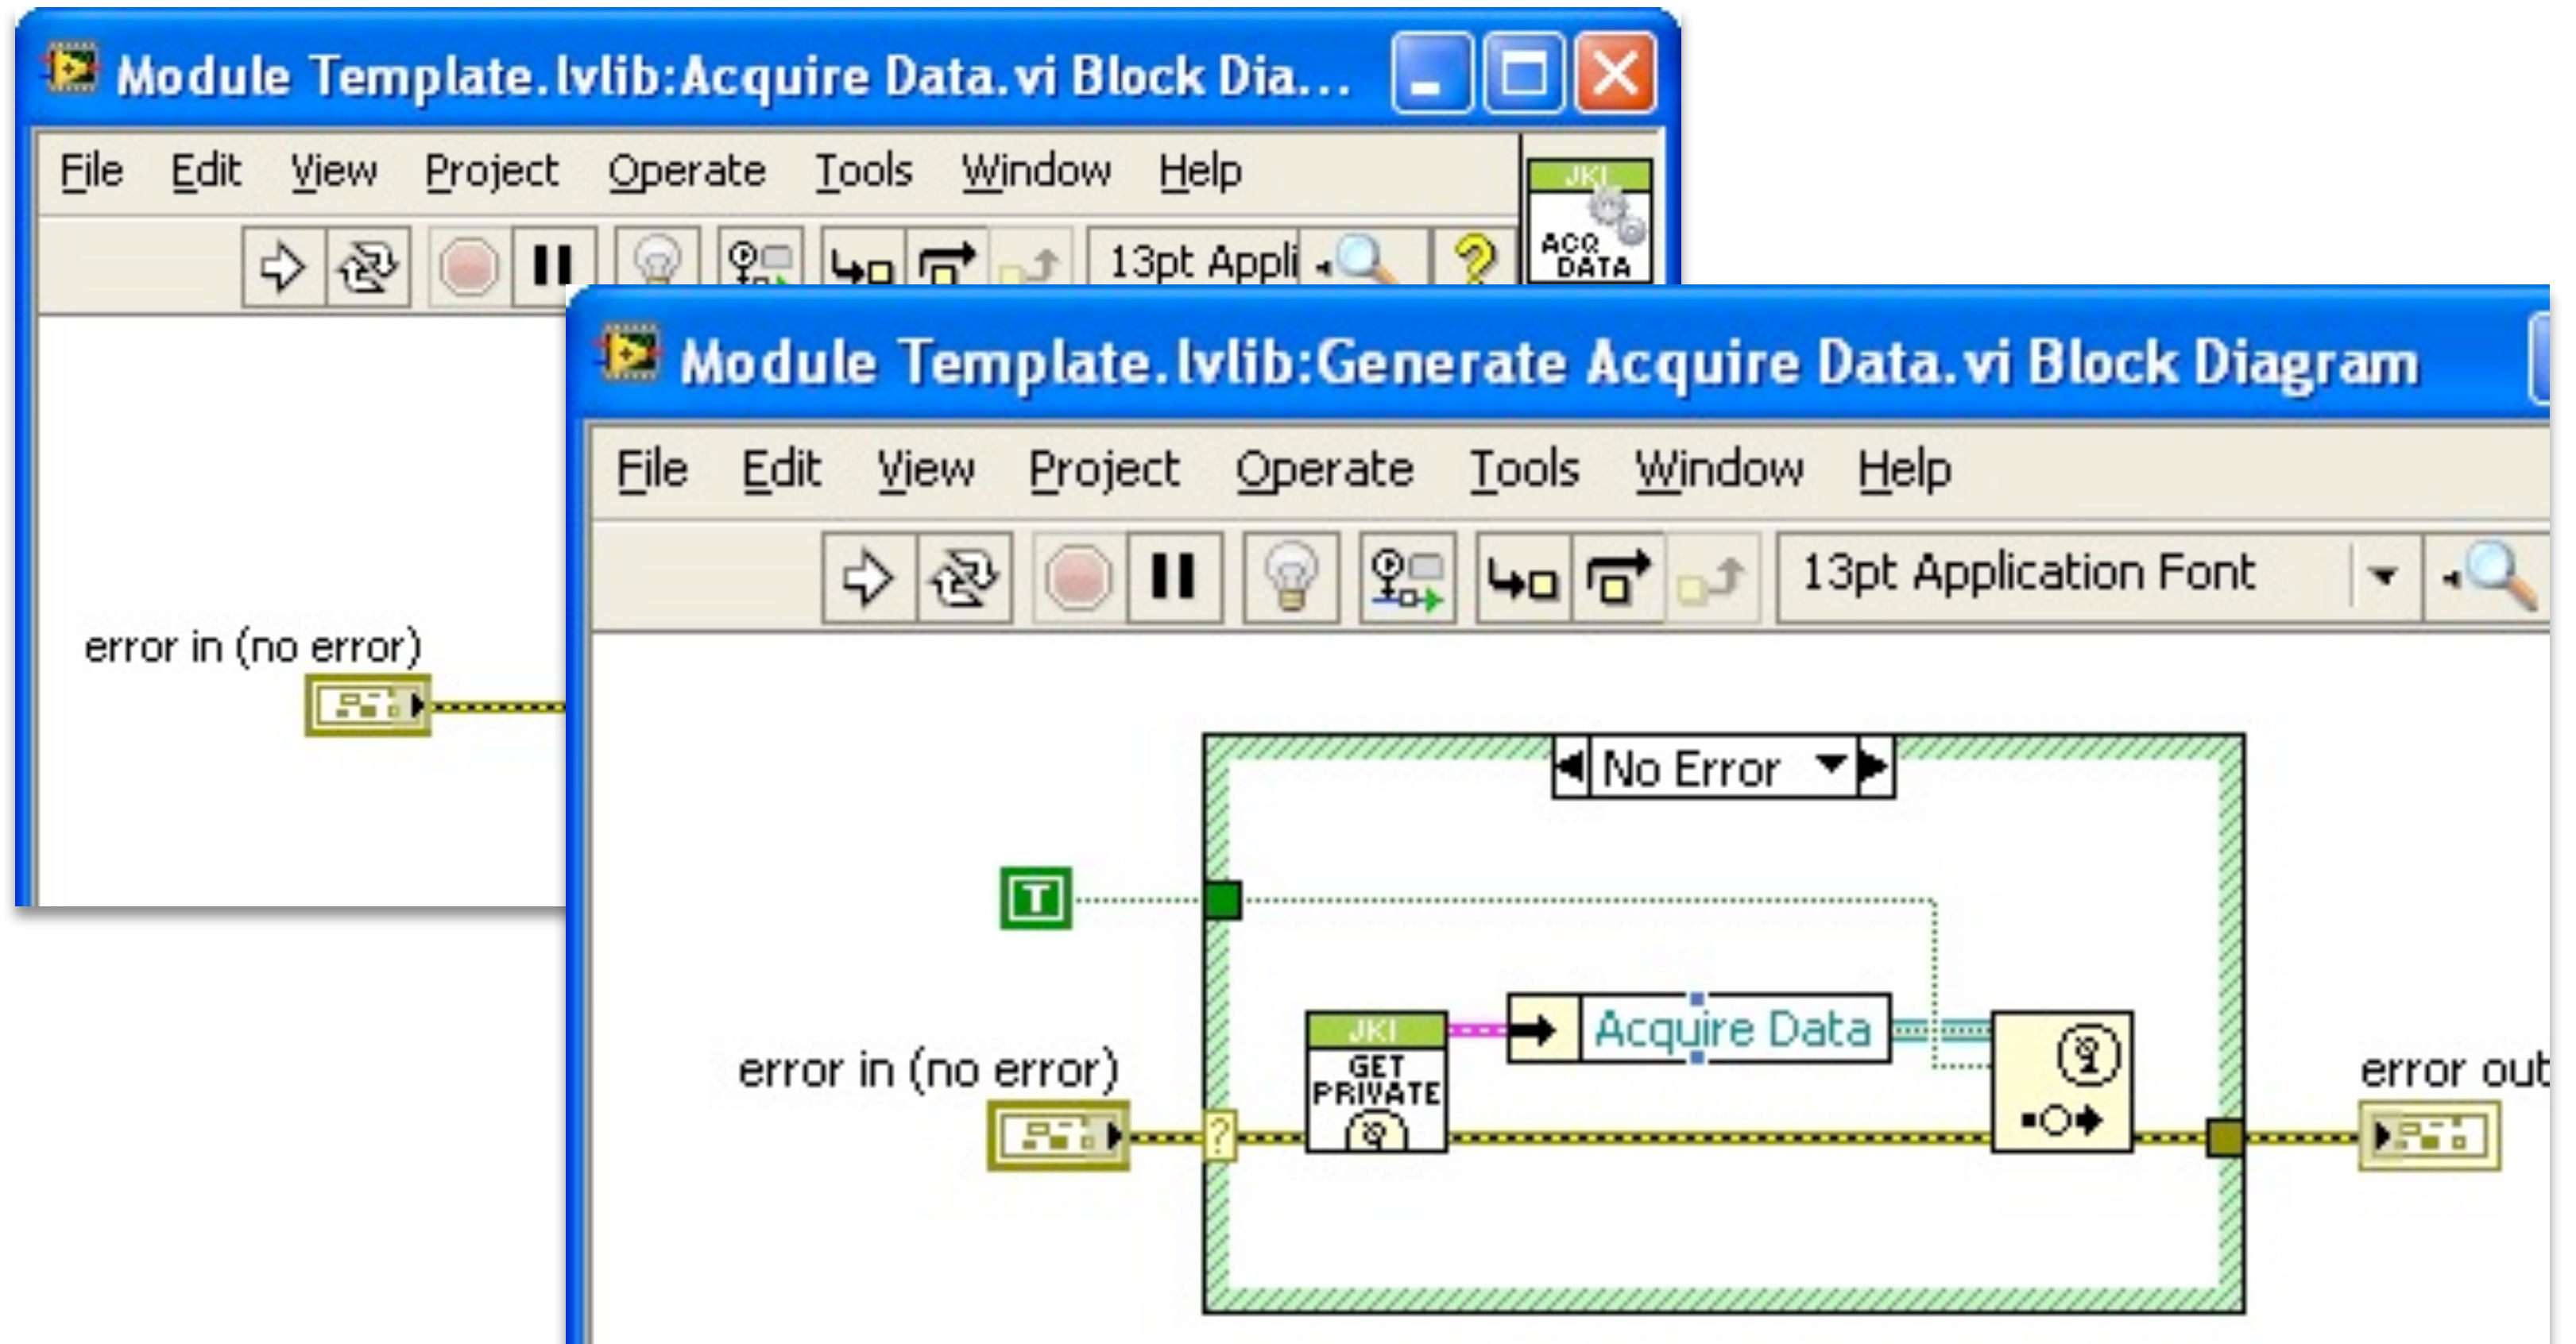 Module Template.lvlib:Acquire Data.vi Block Dia...
File Edit View Project Operate Tools Window Help
JKI
ACQ
DATA
13pt Appli
?
error in (no error)
Module Template.lvlib:Generate Acquire Data.vi Block Diagram
File Edit View Project Operate Tools Window Help
13pt Application Font
No Error
T
JKI
GET
PRIVATE
Acquire Data
error in (no error)
?
error out